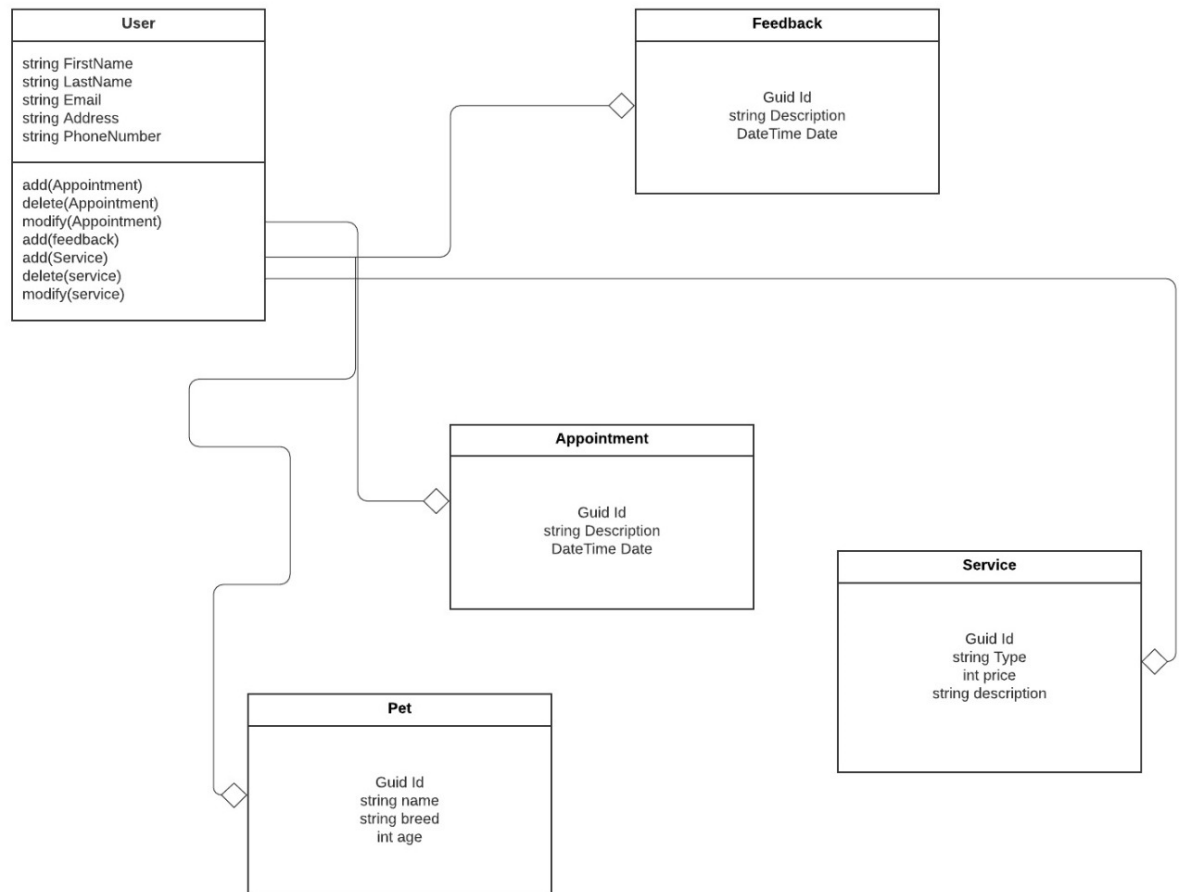 User
string FirstName
string LastName
string Email
string Address
string PhoneNumber
add(Appointment)
delete(Appointment)
modify(Appointment)
add(feedback)
add(Service)
delete(service)
modify(service)
Feedback
Guid Id
string Description
DateTime Date
Appointment
Guid Id
string Description
DateTime Date
Service
Guid Id
string Type
int price
string description
Pet
Guid Id
string name
string breed
int age